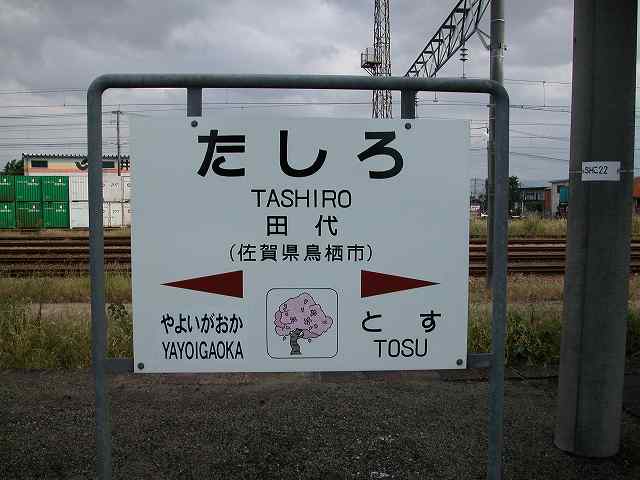 たしろ
TASHIRO
田代
(佐賀県鳥栖市)
やよいがおか
YAYOIGAOKA
とす
TOSU
SHC22